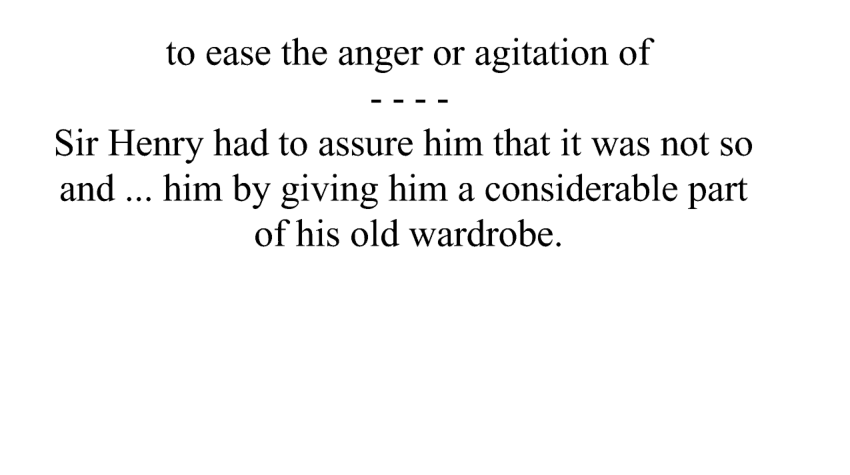 to ease the anger or agitation of
- - - -
Sir Henry had to assure him that it was not so
and ... him by giving him a considerable part
of his old wardrobe.